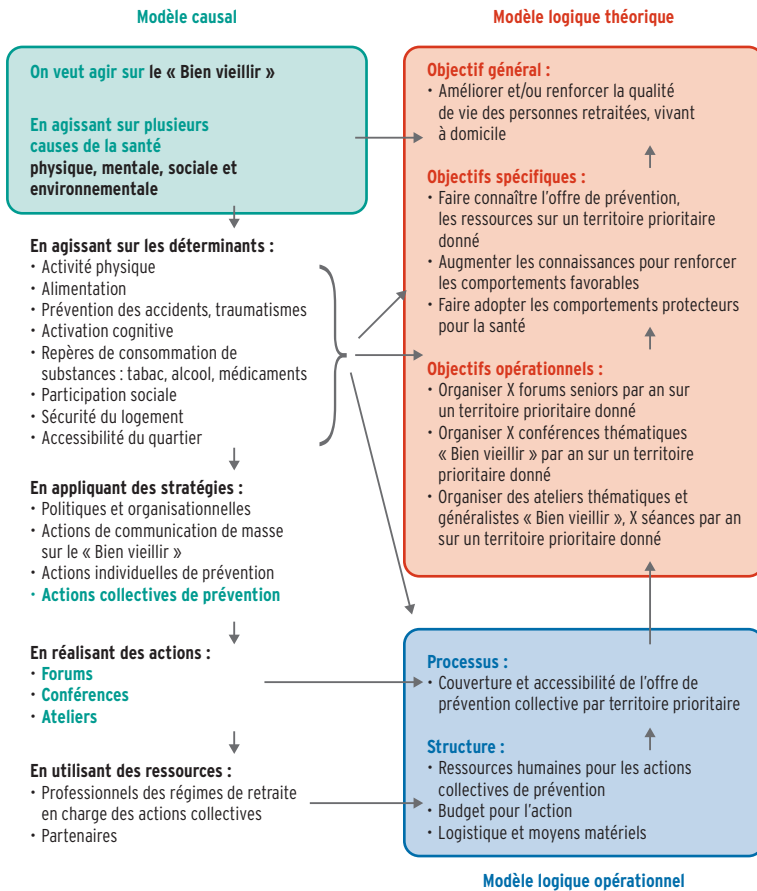 Modèle causal
On veut agir sur le « Bien vieillir »
En agissant sur plusieurs
causes de la santé
physique, mentale, sociale et
environnementale
En agissant sur les déterminants :
· Activité physique
· Alimentation
· Prévention des accidents, traumatismes
· Activation cognitive
· Repères de consommation de
substances : tabac, alcool, médicaments
· Participation sociale
· Sécurité du logement
· Accessibilité du quartier
En appliquant des stratégies :
· Politiques et organisationnelles
· Actions de communication de masse
sur le « Bien vieillir »
· Actions individuelles de prévention
· Actions collectives de prévention
En réalisant des actions :
· Forums
· Conférences
· Ateliers
En utilisant des ressources :
· Professionnels des régimes de retraite
en charge des actions collectives
· Partenaires
Modèle logique théorique
Objectif général :
· Améliorer et/ou renforcer la qualité
de vie des personnes retraitées, vivant
à domicile
Objectifs spécifiques :
· Faire connaître l'offre de prévention,
les ressources sur un territoire prioritaire
donné
· Augmenter les connaissances pour renforcer
les comportements favorables
· Faire adopter les comportements protecteurs
pour la santé
Objectifs opérationnels :
· Organiser X forums seniors par an sur
un territoire prioritaire donné
· Organiser X conférences thématiques
« Bien vieillir » par an sur un territoire
prioritaire donné
· Organiser des ateliers thématiques et
généralistes « Bien vieillir », X séances par an
sur un territoire prioritaire donné
Processus :
· Couverture et accessibilité de l'offre de
prévention collective par territoire prioritaire
Structure :
· Ressources humaines pour les actions
collectives de prévention
· Budget pour l'action
· Logistique et moyens matériels
Modèle logique opérationnel